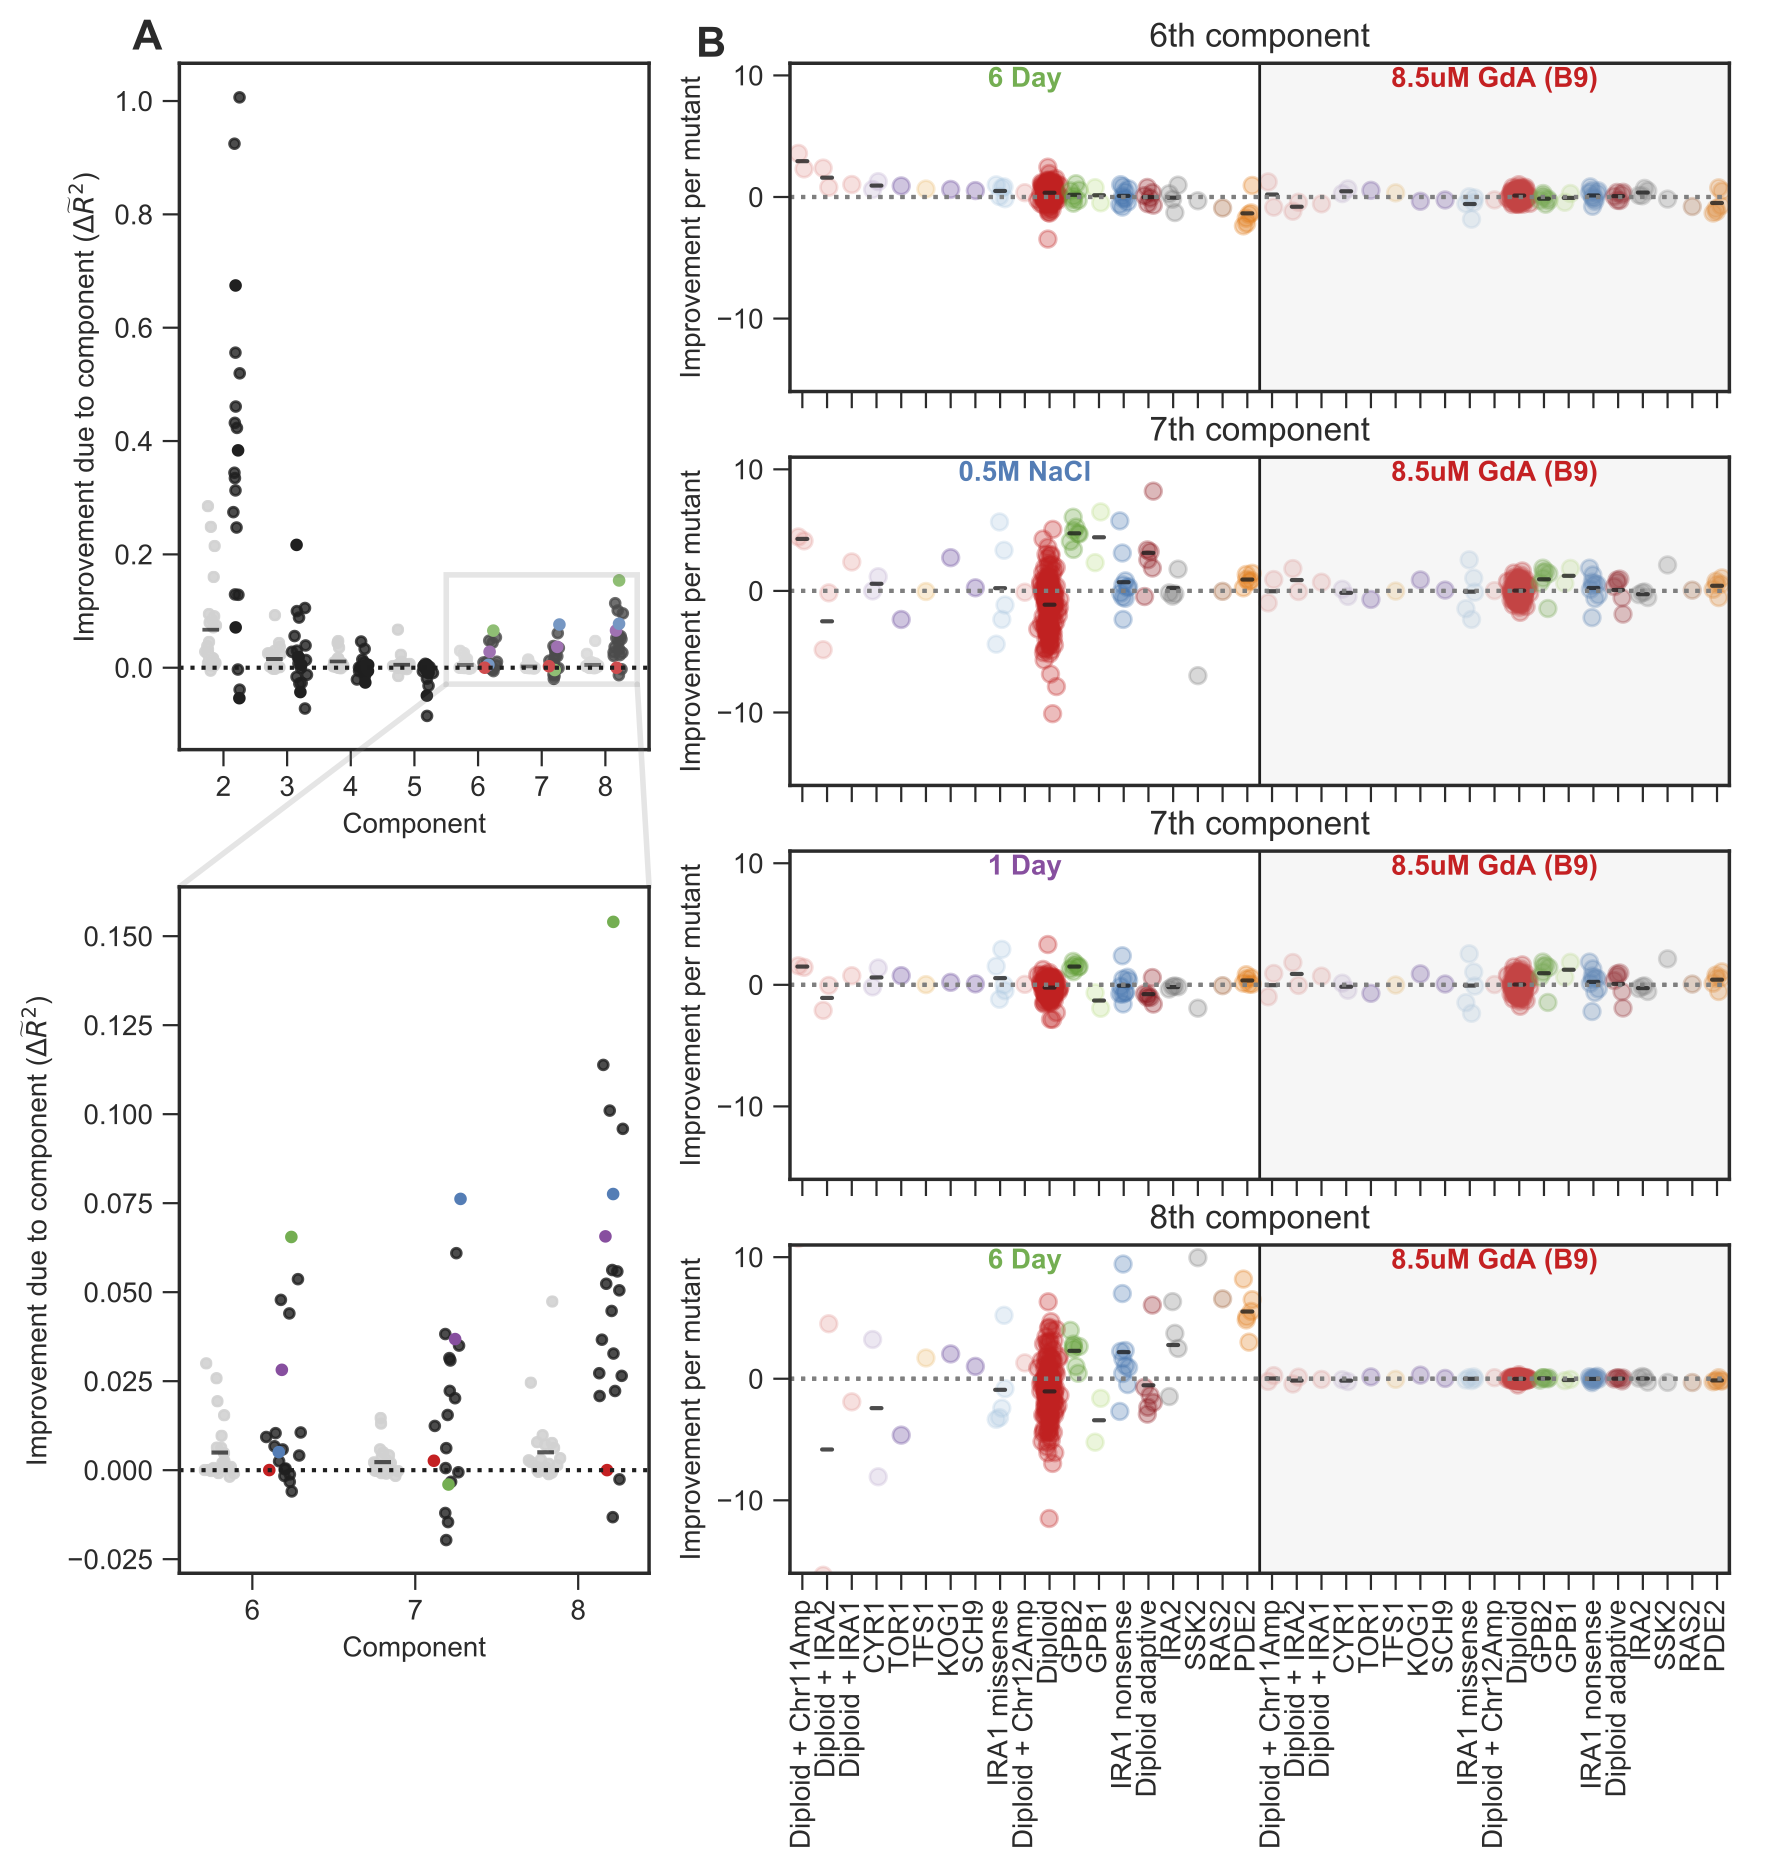 A
1.0
0.8
0.6
0.4
0.2
0.0
Improvement due to component (ΔR̃²)
2 3 4 5 6 7 8
Component
0.150
0.125
0.100
0.075
0.050
0.025
0.000
−0.025
Improvement due to component (ΔR̃²)
6 7 8
Component
B
6th component
6 Day
8.5uM GdA (B9)
10
0
−10
Improvement per mutant
7th component
0.5M NaCl
8.5uM GdA (B9)
10
0
−10
Improvement per mutant
7th component
1 Day
8.5uM GdA (B9)
10
0
−10
Improvement per mutant
8th component
6 Day
8.5uM GdA (B9)
10
0
−10
Improvement per mutant
Diploid + Chr11Amp
Diploid + IRA2
Diploid + IRA1
CYR1
TOR1
TFS1
KOG1
SCH9
IRA1 missense
Diploid + Chr12Amp
Diploid
GPB2
GPB1
IRA1 nonsense
Diploid adaptive
IRA2
SSK2
RAS2
PDE2
Diploid + Chr11Amp
Diploid + IRA2
Diploid + IRA1
CYR1
TOR1
TFS1
KOG1
SCH9
IRA1 missense
Diploid + Chr12Amp
Diploid
GPB2
GPB1
IRA1 nonsense
Diploid adaptive
IRA2
SSK2
RAS2
PDE2